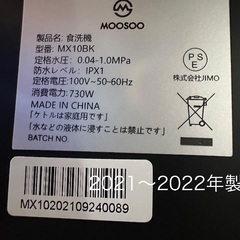 MOOSOO
製品名：食洗機
型式番号：MX10BK
定格水圧：0.04-1.0MPa
防水レベル：IPX1
定格電圧：100V~50-60Hz
消費電力：730W
MADE IN CHINA
「ケトルは家庭用です」
「水などの液体に浸すことは禁止です」
BATCH NO
P S
E
株式会社JIMO
2021～2022年製
MX10202109240089